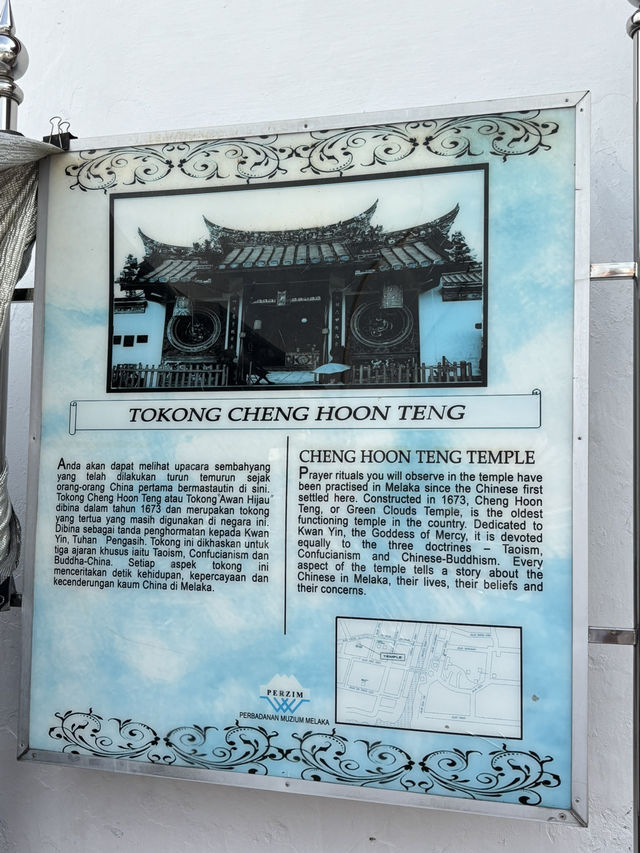 TOKONG CHENG HOON TENG
Anda akan dapat melihat upacara sembahyang
yang telah dilakukan turun temurun sejak
orang-orang China pertama bermastautin di sini.
Tokong Cheng Hoon Teng atau Tokong'Awan Hijau"
dibina dalam tahun 1673 dan merupakan tokong
yang tertua yang masih digunakan di negara ini.
Dibina sebagai tanda penghormatan kepada Kwan
Yin, Tuhan Pengasih. Tokong ini dikhaskan untuk
tiga ajaran khusus iaitu Taoism, Confucianism dan
Buddha-China. Setiap aspek tokong ini
menceritakan detik kehidupan, kepercayaan dan
kecenderungan kaum China di Melaka.
CHENG HOON TENG TEMPLE
Prayer rituals you will observe in the temple have
been practised in Melaka since the Chinese first
settled here. Constructed in 1673, Cheng Hoon
Teng, or Green Clouds Temple, is the oldest
functioning temple in the country. Dedicated to
Kwan Yin, the Goddess of Mercy, it is devoted
equally to the three doctrines – Taoism,
Confucianism and Chinese-Buddhism. Every
aspect of the temple tells a story about the
Chinese in Melaka, their lives, their beliefs and
their concerns.
TEMPLE
PERZIM
PERBADANAN MUZIUM MELAKA